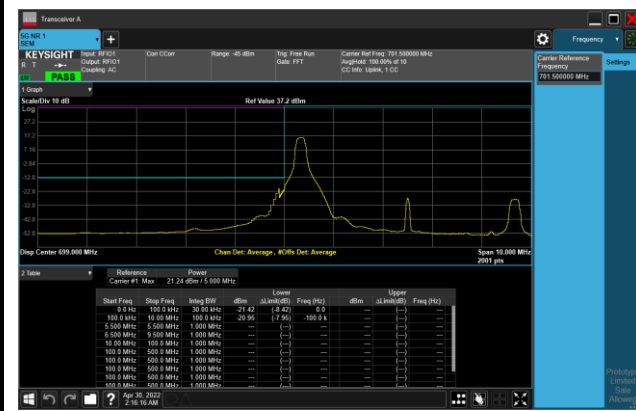 Transceiver A
5G NR 1
SEM
Frequency
KEYSIGHT
R T
LV
PASS
Input: RFIO1
Output: RFIO1
Coupling: AC
Corr CCorr
Range: -45 dBm
Trig: Free Run
Gate: FFT
Carrier Ref Freq: 701.500000 MHz
Avg|Hold: 100.00% of 10
CC Info: Uplink, 1 CC
Carrier Reference
Frequency
701.500000 MHz
Settings
1 Graph
Scale/Div 10 dB
Ref Value 37.2 dBm
Log
27.2
17.2
7.16
-2.84
-12.8
-22.8
-32.8
-42.8
-52.8
Disp Center 699.000 MHz
Chan Det: Average , #Offs Det: Average
Span 10.000 MHz
2001 pts
2 Table
Reference Power
Carrier #1 Max 21.24 dBm / 5.000 MHz
Lower Upper
Start Freq Stop Freq Integ BW dBm ΔLimit(dB) Freq (Hz) dBm ΔLimit(dB) Freq (Hz)
0.0 Hz 100.0 kHz 30.00 kHz -21.42 (-8.42) 0.0 --- (---) ---
100.0 kHz 10.00 MHz 100.0 kHz -20.95 (-7.95) -100.0 k --- (---) ---
5.500 MHz 5.500 MHz 1.000 MHz --- (---) --- --- (---) ---
6.500 MHz 9.500 MHz 1.000 MHz --- (---) --- --- (---) ---
10.00 MHz 100.0 MHz 1.000 MHz --- (---) --- --- (---) ---
100.0 MHz 500.0 MHz 1.000 MHz --- (---) --- --- (---) ---
100.0 MHz 500.0 MHz 1.000 MHz --- (---) --- --- (---) ---
100.0 MHz 500.0 MHz 1.000 MHz --- (---) --- --- (---) ---
100.0 MHz 500.0 MHz 1.000 MHz --- (---) --- --- (---) ---
Apr 30, 2022
2:16:16 AM
Prototype
Limited
Sale
Allowed